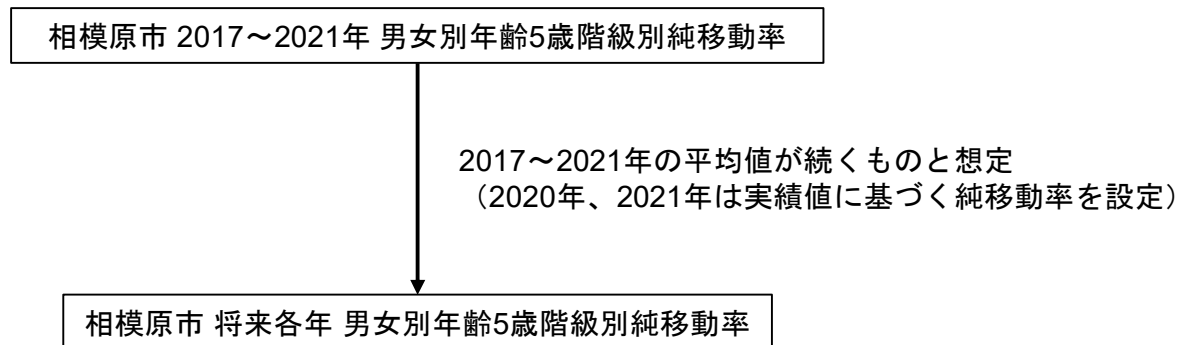 相模原市 2017～2021年 男女別年齢5歳階級別純移動率
2017～2021年の平均値が続くものと想定
（2020年、2021年は実績値に基づく純移動率を設定）
相模原市 将来各年 男女別年齢5歳階級別純移動率